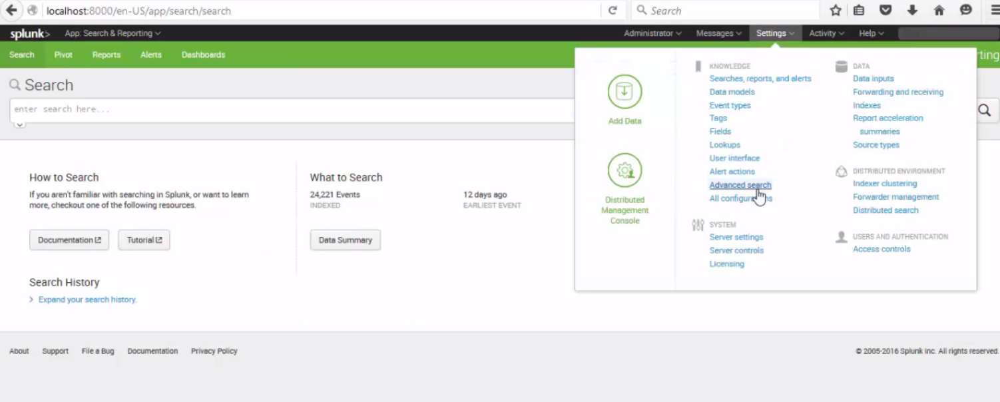 localhost:8000/en-US/app/search/search
Search
splunk> App: Search & Reporting Administrator Messages Settings Activity Help
Search Pivot Reports Alerts Dashboards
Search
enter search here...
How to Search
If you aren't familiar with searching in Splunk, or want to learn
more, checkout one of the following resources.
Documentation
Tutorial
What to Search
24,221 Events
INDEXED
12 days ago
EARLIEST EVENT
Data Summary
Search History
Expand your search history.
Add Data
Distributed
Management
Console
KNOWLEDGE
Searches, reports, and alerts
Data models
Event types
Tags
Fields
Lookups
User interface
Alert actions
Advanced search
All
SYSTEM
Server settings
Server controls
Licensing
DATA
Data inputs
Forwarding and receiving
Indexes
Report acceleration
summaries
Source types
DISTRIBUTED ENVIRONMENT
Indexer clustering
Forwarder management
Distributed search
USERS AND AUTHENTICATION
Access controls
About Support File a Bug Documentation Privacy Policy
© 2005-2016 Splunk Inc. All rights reserved.